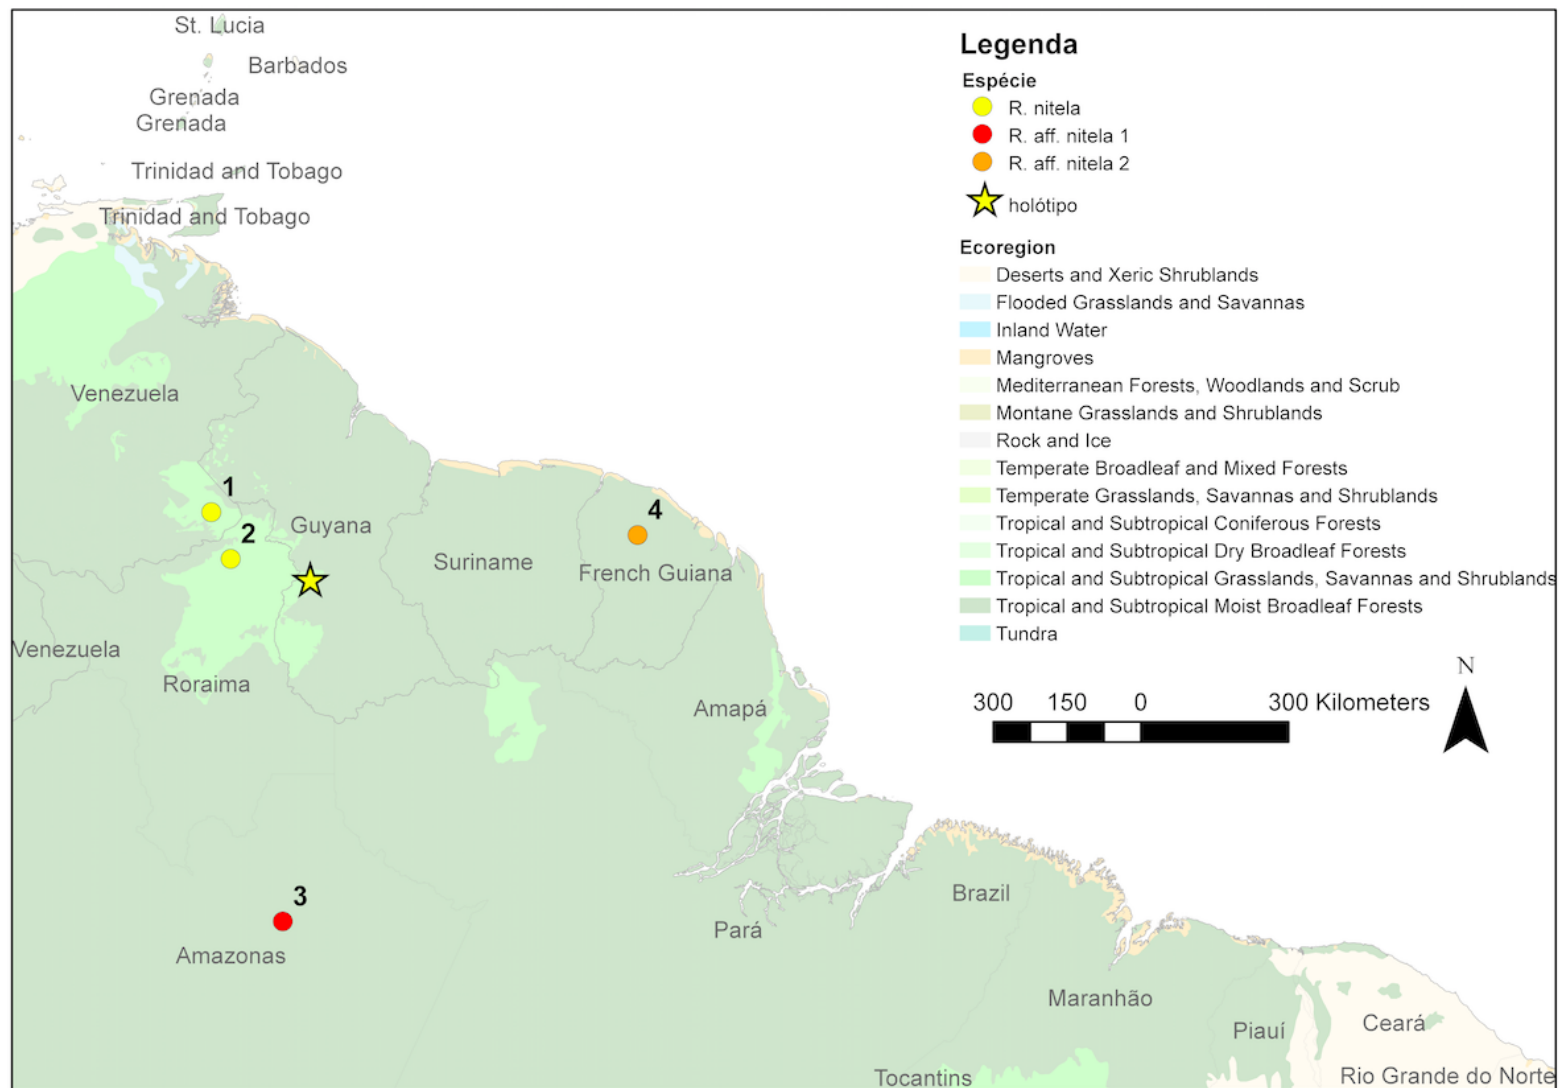 St. Lucia
Barbados
Grenada
Grenada
Trinidad and Tobago
Trinidad and Tobago
Venezuela
1
2
Guyana
4
Suriname
French Guiana
Venezuela
Roraima
Amapá
3
Amazonas
Pará
Brazil
Maranhão
Piauí
Ceará
Tocantins
Rio Grande do Norte
Legenda
Espécie
R. nitela
R. aff. nitela 1
R. aff. nitela 2
holótipo
Ecoregion
Deserts and Xeric Shrublands
Flooded Grasslands and Savannas
Inland Water
Mangroves
Mediterranean Forests, Woodlands and Scrub
Montane Grasslands and Shrublands
Rock and Ice
Temperate Broadleaf and Mixed Forests
Temperate Grasslands, Savannas and Shrublands
Tropical and Subtropical Coniferous Forests
Tropical and Subtropical Dry Broadleaf Forests
Tropical and Subtropical Grasslands, Savannas and Shrublands
Tropical and Subtropical Moist Broadleaf Forests
Tundra
N
300 150 0 300 Kilometers